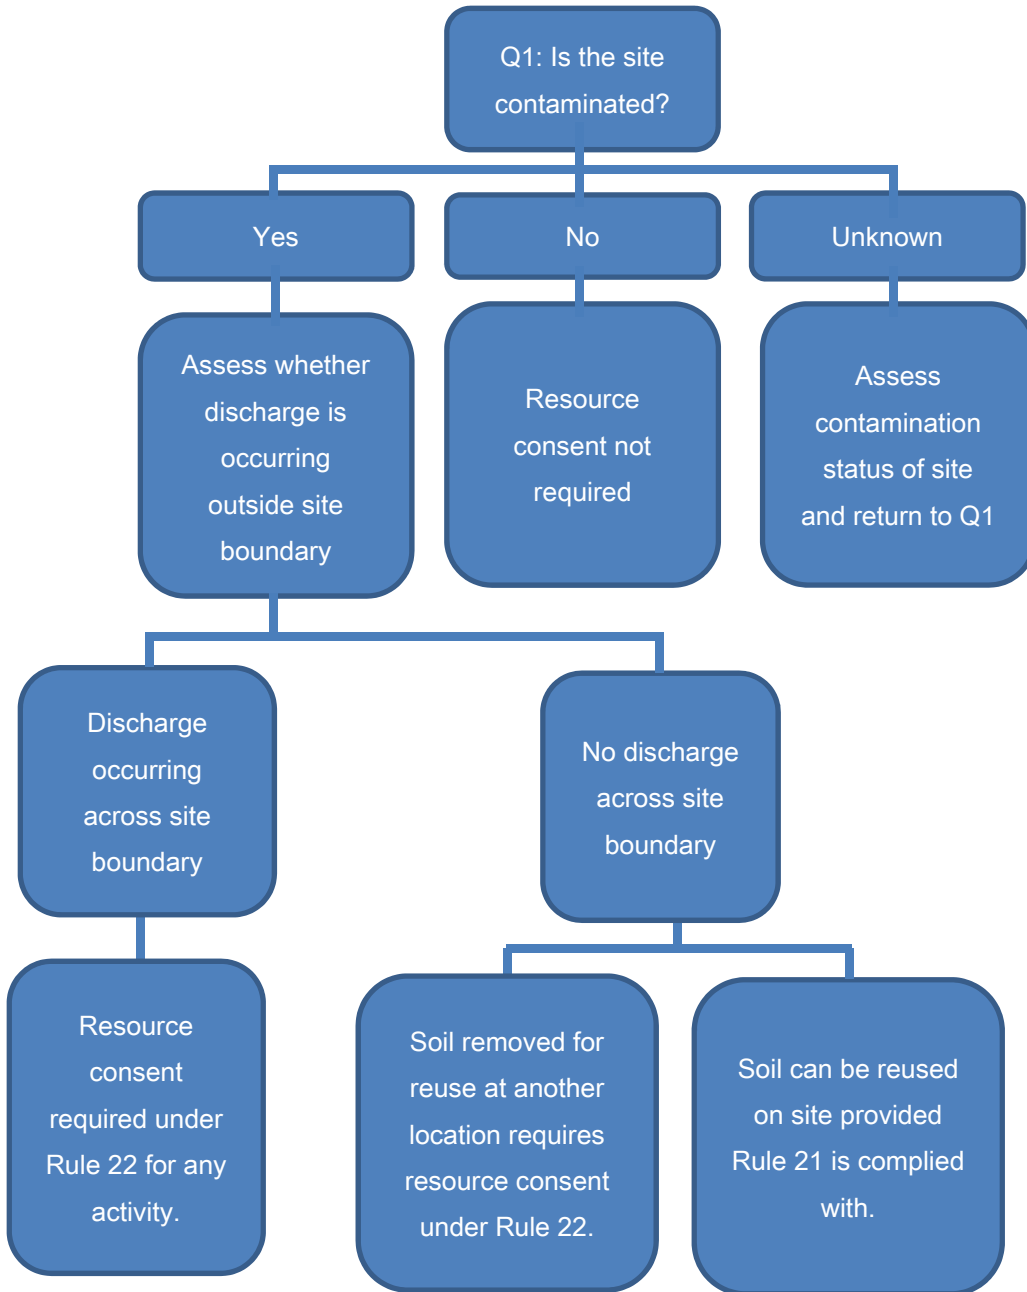 Q1: Is the site
contaminated?
Yes
No
Unknown
Assess whether
discharge is
occurring
outside site
boundary
Resource
consent not
required
Assess
contamination
status of site
and return to Q1
Discharge
occurring
across site
boundary
No discharge
across site
boundary
Resource
consent
required under
Rule 22 for any
activity.
Soil removed for
reuse at another
location requires
resource consent
under Rule 22.
Soil can be reused
on site provided
Rule 21 is complied
with.